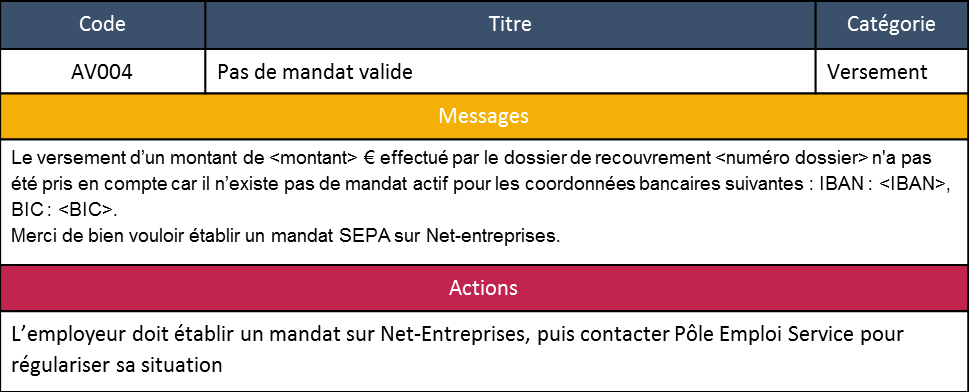 Code Titre Catégorie
AV004 Pas de mandat valide Versement
Messages
Le versement d’un montant de <montant> € effectué par le dossier de recouvrement <numéro dossier> n'a pas
été pris en compte car il n’existe pas de mandat actif pour les coordonnées bancaires suivantes : IBAN : <IBAN>,
BIC : <BIC>.
Merci de bien vouloir établir un mandat SEPA sur Net-entreprises.
Actions
L’employeur doit établir un mandat sur Net-Entreprises, puis contacter Pôle Emploi Service pour
régulariser sa situation